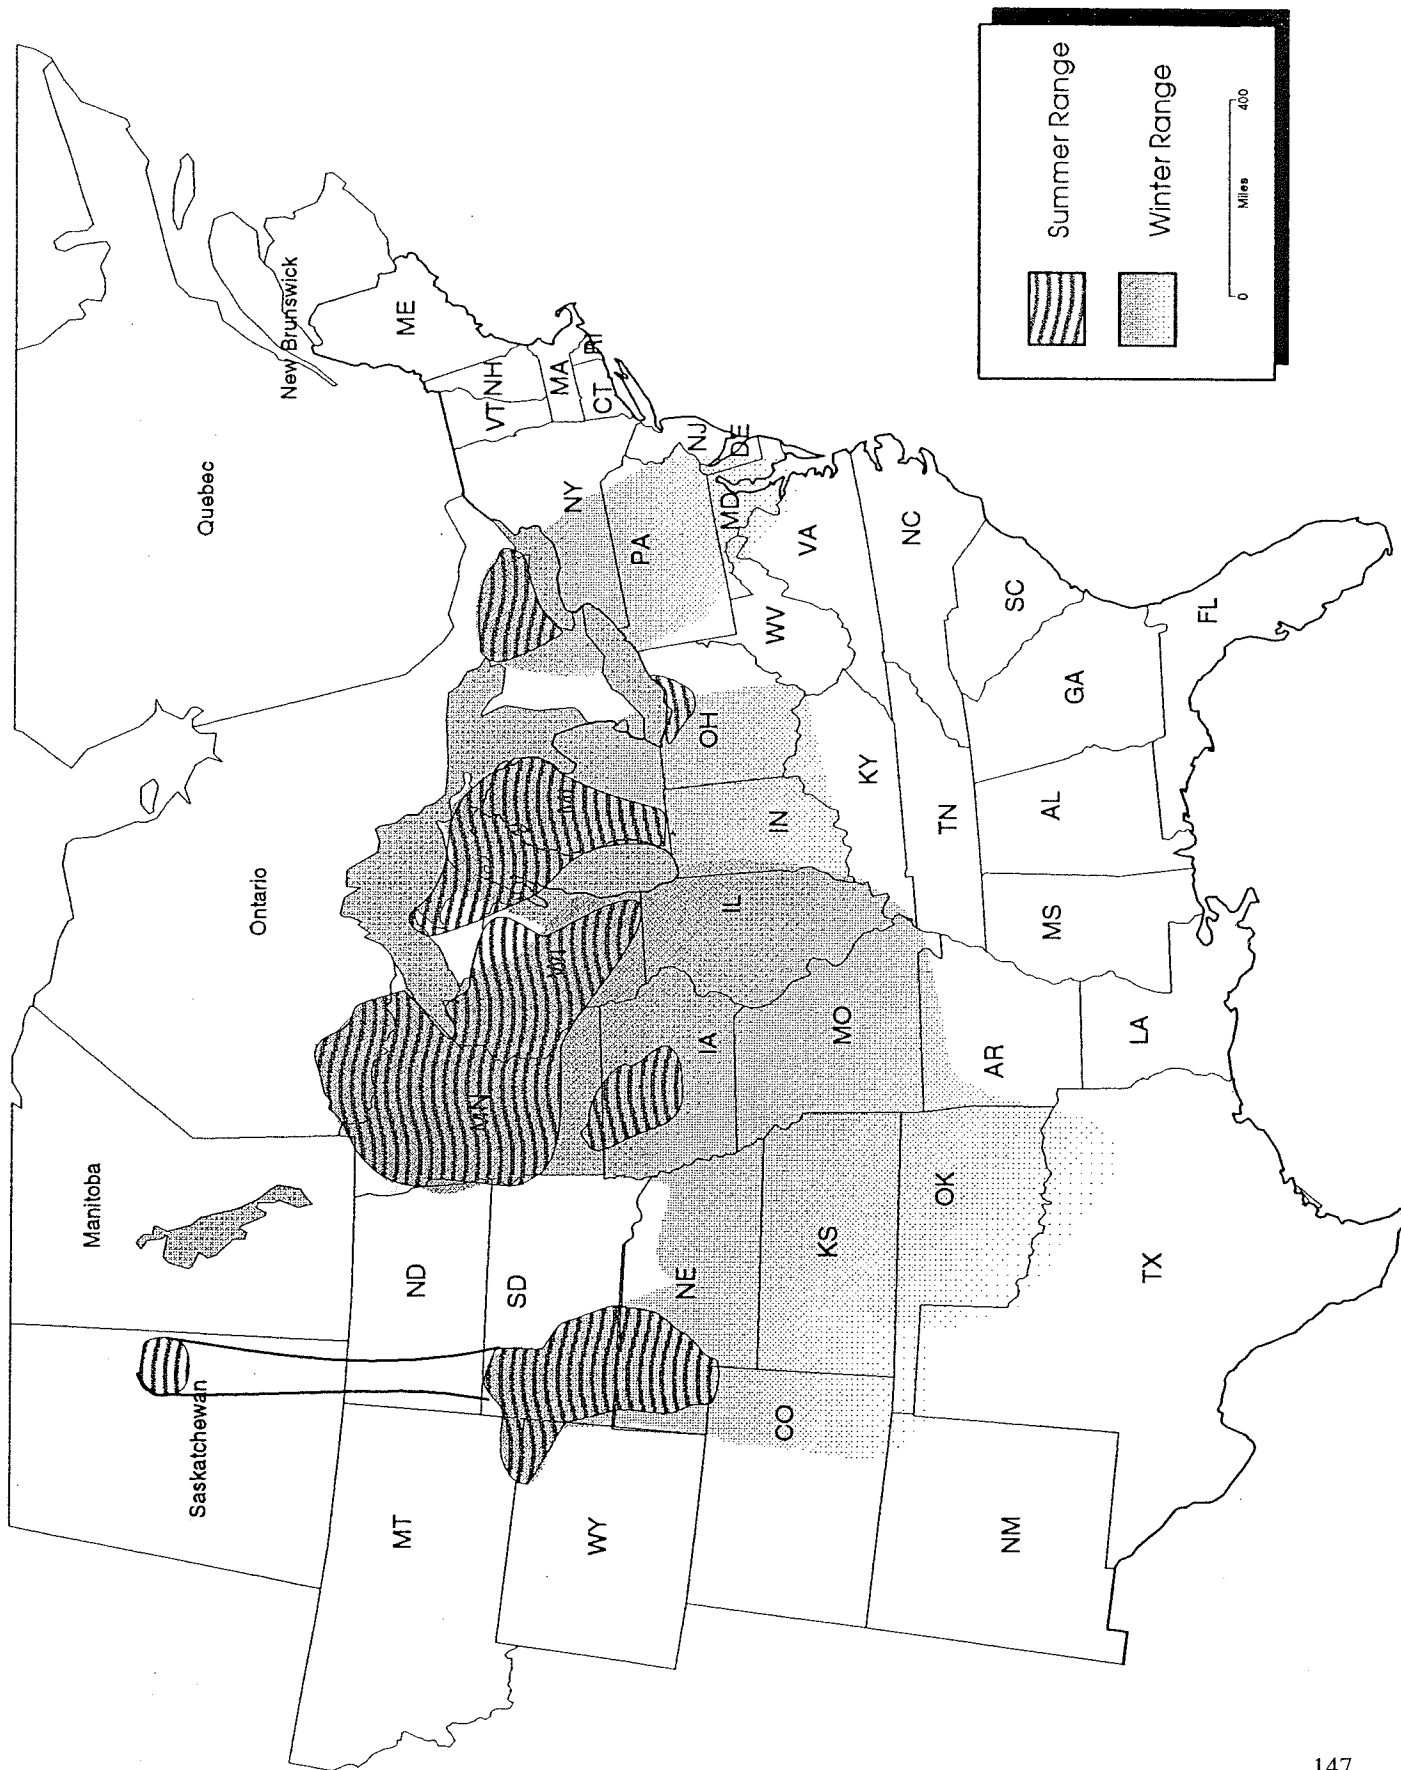 Quebec
New Brunswick
Ontario
Manitoba
Saskatchewan
ME
VT
NH
MA
CT
RI
NY
NJ
PA
DE
MD
MI
OH
WV
VA
WI
IN
IL
KY
NC
MN
IA
TN
SC
ND
SD
MO
AL
GA
MT
NE
KS
AR
MS
FL
WY
CO
OK
LA
NM
TX
Summer Range
Winter Range
0 Miles 400
147